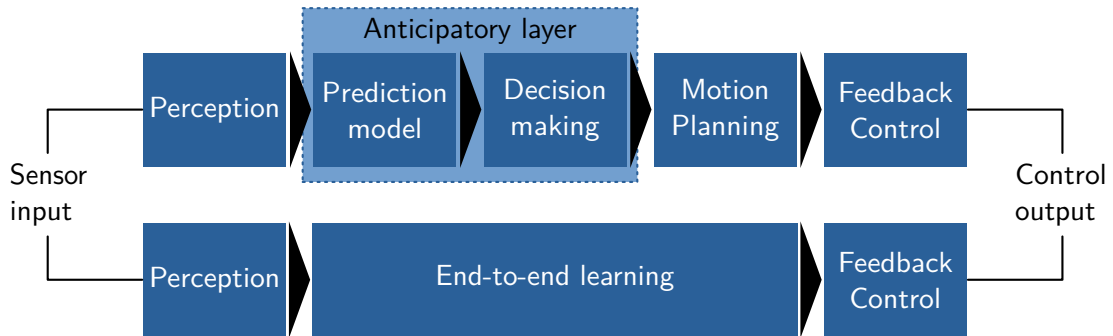 Anticipatory layer
Perception
Prediction
model
Decision
making
Motion
Planning
Feedback
Control
Sensor
input
Control
output
Perception
End-to-end learning
Feedback
Control